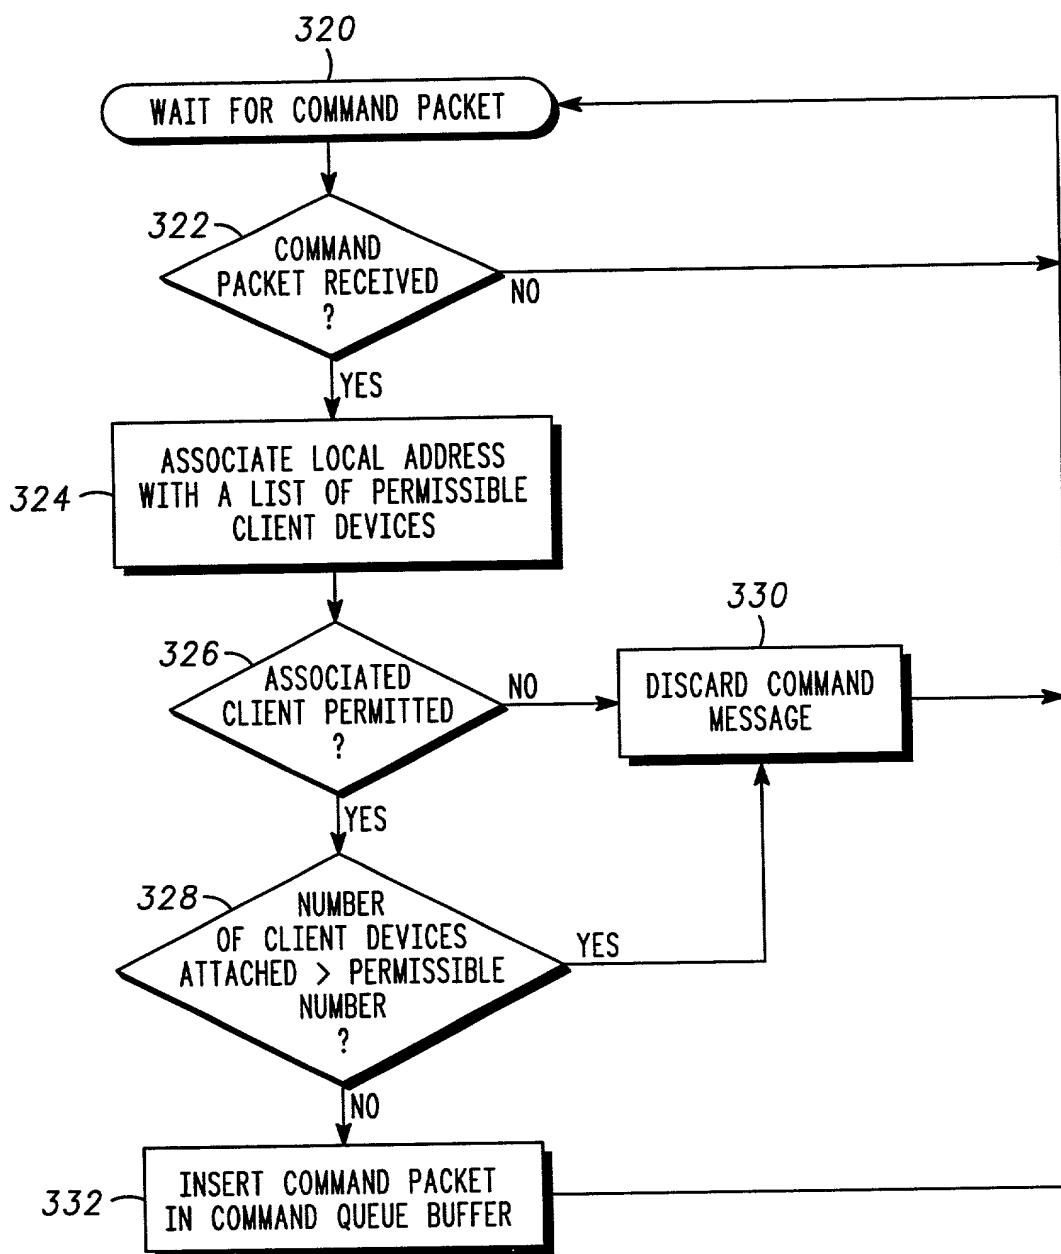 320
WAIT FOR COMMAND PACKET
322
COMMAND
PACKET RECEIVED
?
NO
YES
324
ASSOCIATE LOCAL ADDRESS
WITH A LIST OF PERMISSIBLE
CLIENT DEVICES
326
ASSOCIATED
CLIENT PERMITTED
?
NO
330
DISCARD COMMAND
MESSAGE
YES
328
NUMBER
OF CLIENT DEVICES
ATTACHED > PERMISSIBLE
NUMBER
?
YES
NO
332
INSERT COMMAND PACKET
IN COMMAND QUEUE BUFFER